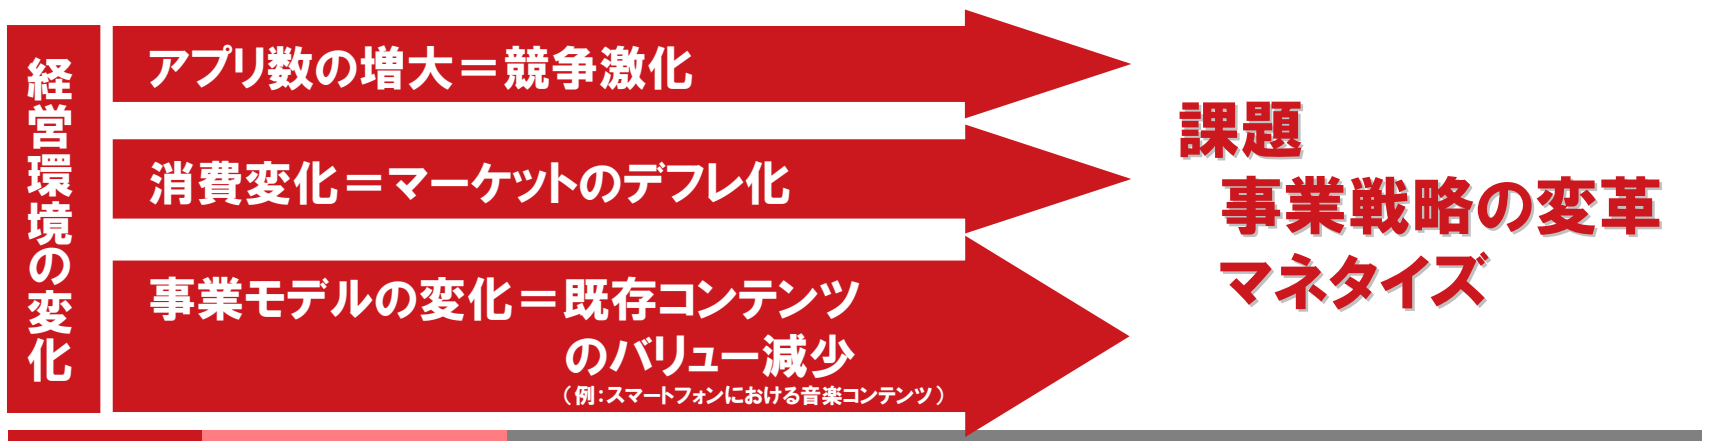 経営環境の変化
アプリ数の増大＝競争激化
消費変化＝マーケットのデフレ化
事業モデルの変化＝既存コンテンツ
のバリュー減少
（例：スマートフォンにおける音楽コンテンツ）
課題
事業戦略の変革
マネタイズ